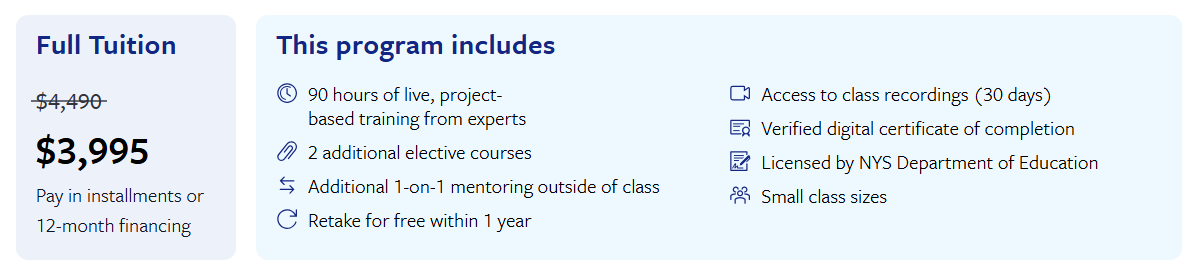 Full Tuition
$4,490
$3,995
Pay in installments or
12-month financing
This program includes
90 hours of live, project-
based training from experts
2 additional elective courses
Additional 1-on-1 mentoring outside of class
Retake for free within 1 year
Access to class recordings (30 days)
Verified digital certificate of completion
Licensed by NYS Department of Education
Small class sizes